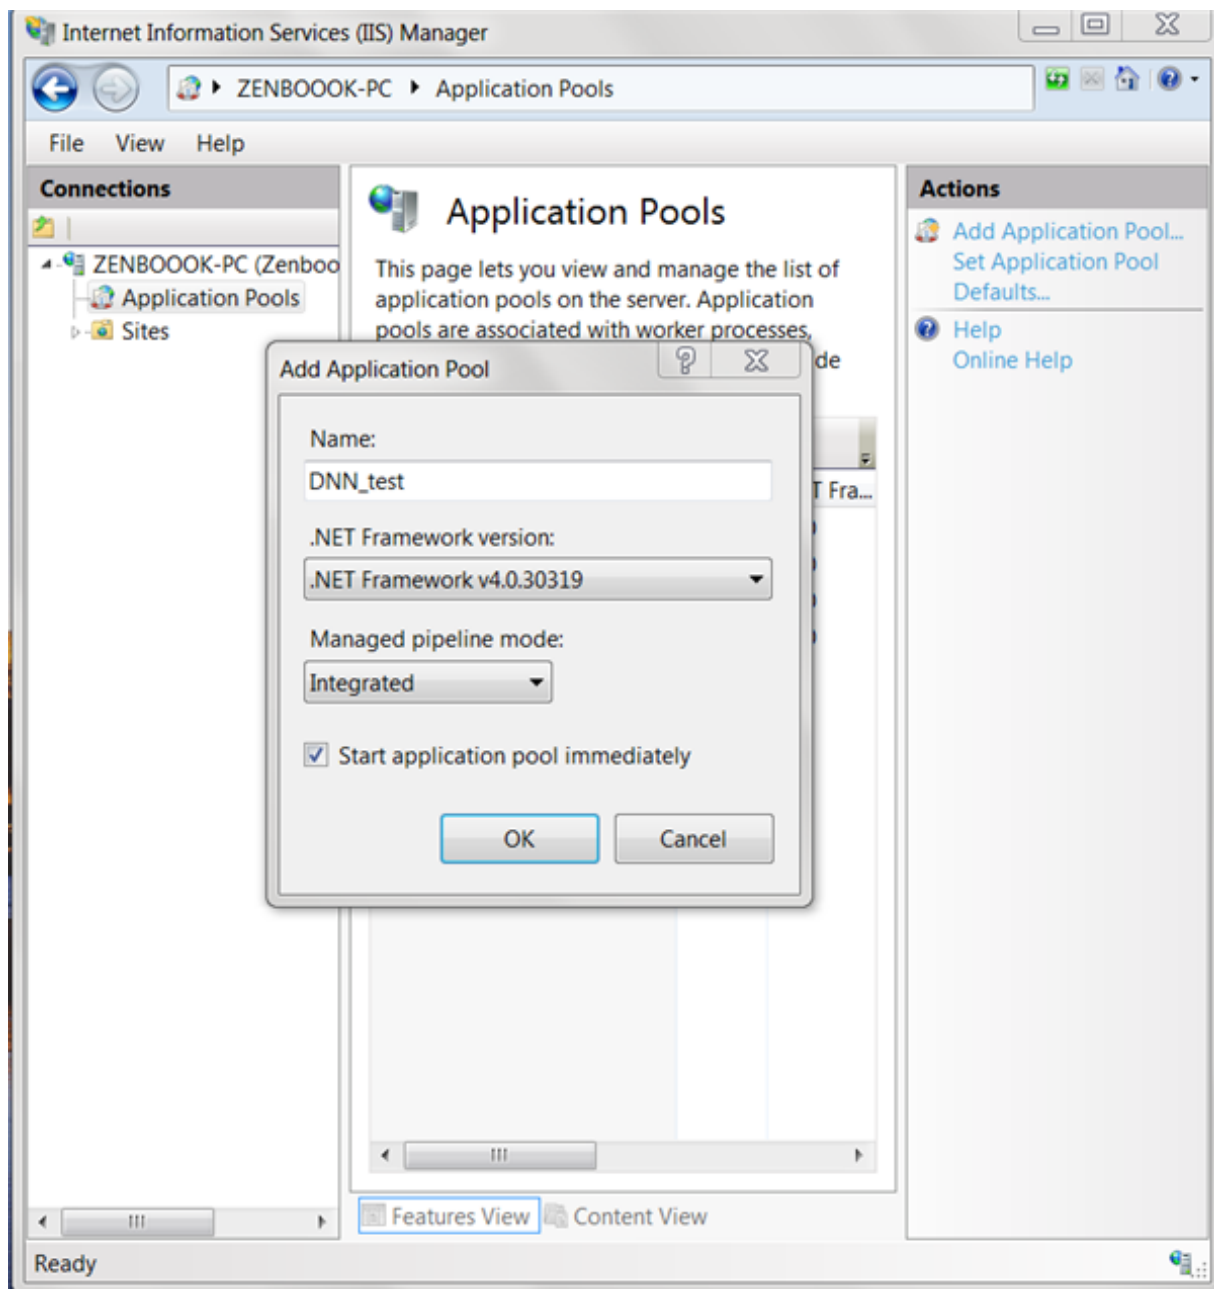 Internet Information Services (IIS) Manager
ZENBOOOK-PC Application Pools
File View Help
Connections
ZENBOOOK-PC (Zenboo
Application Pools
Sites
Application Pools
This page lets you view and manage the list of
application pools on the server. Application
pools are associated with worker processes,
de
T Fra...
Add Application Pool
Name:
DNN_test
.NET Framework version:
.NET Framework v4.0.30319
Managed pipeline mode:
Integrated
Start application pool immediately
OK Cancel
Features View Content View
Actions
Add Application Pool...
Set Application Pool
Defaults...
Help
Online Help
Ready